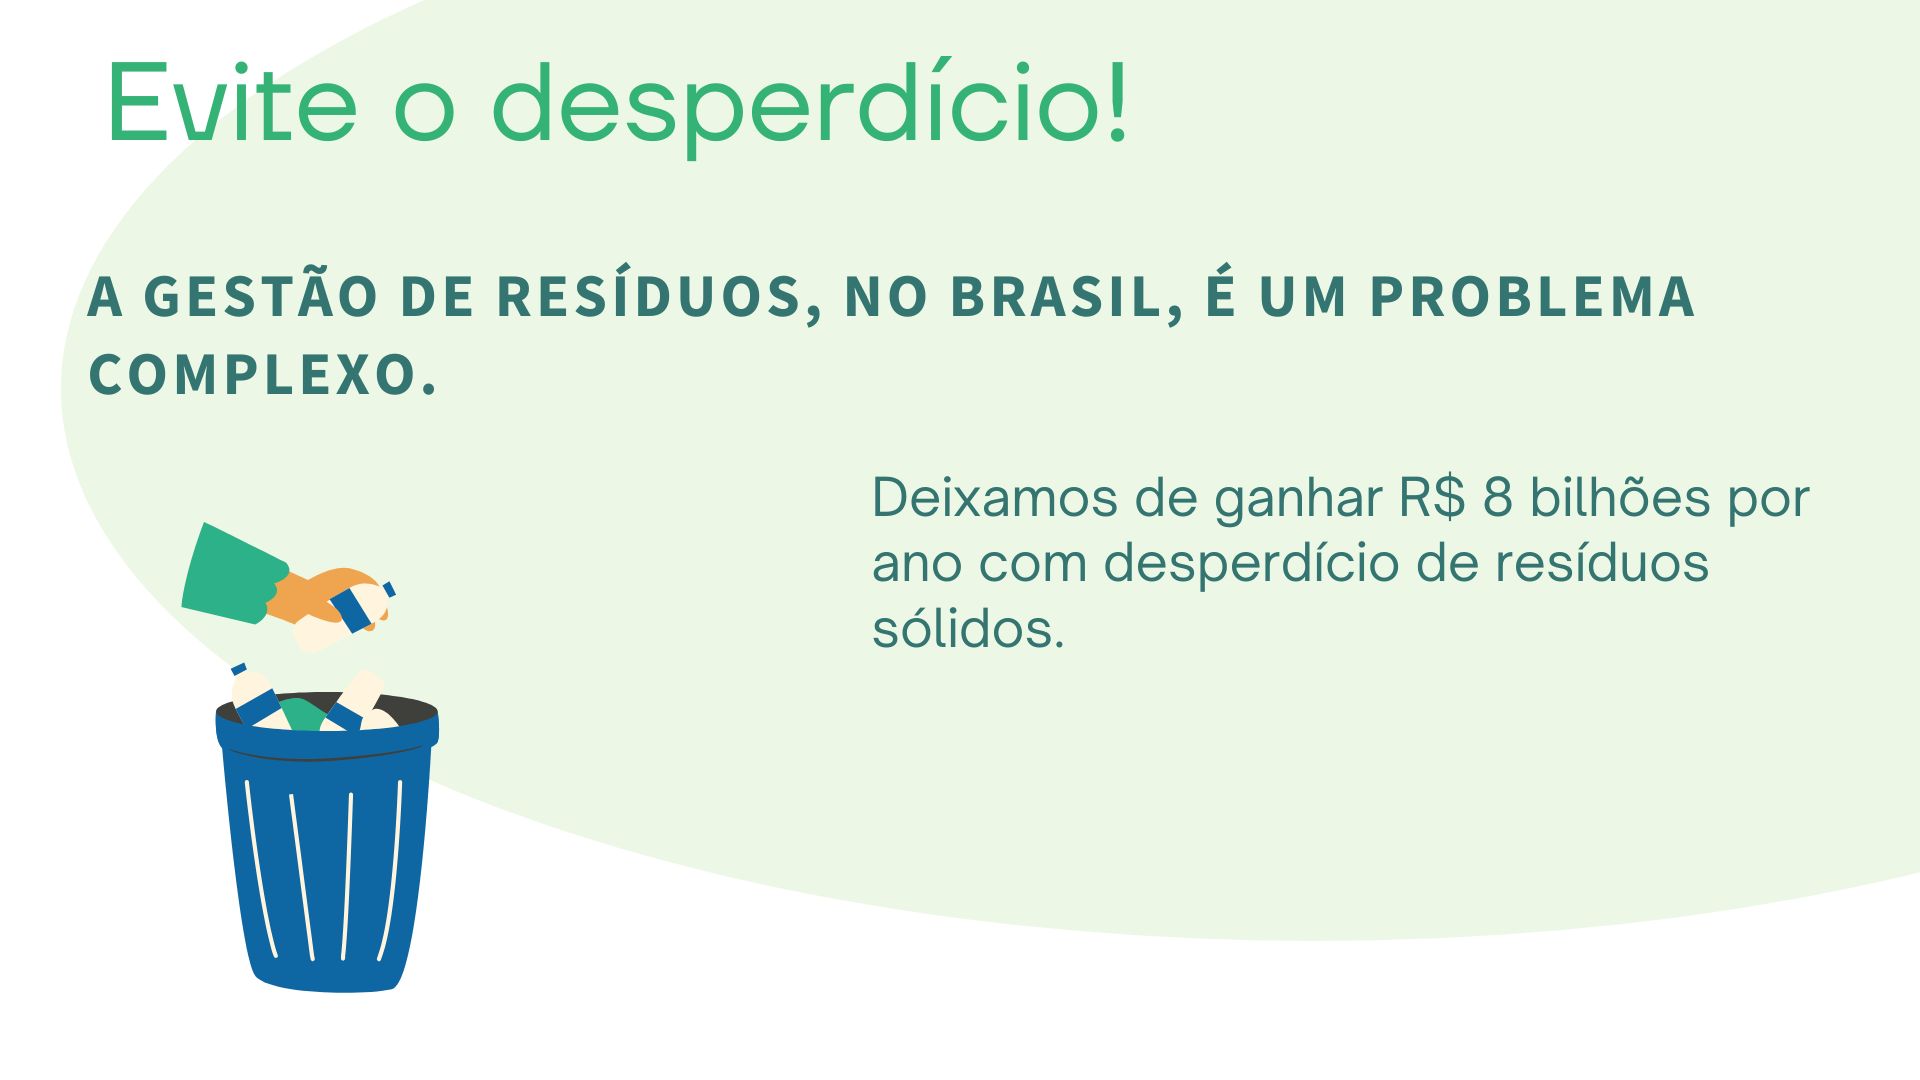 Evite o desperdício!
A GESTÃO DE RESÍDUOS, NO BRASIL, É UM PROBLEMA
COMPLEXO.
Deixamos de ganhar R$ 8 bilhões por
ano com desperdício de resíduos
sólidos.